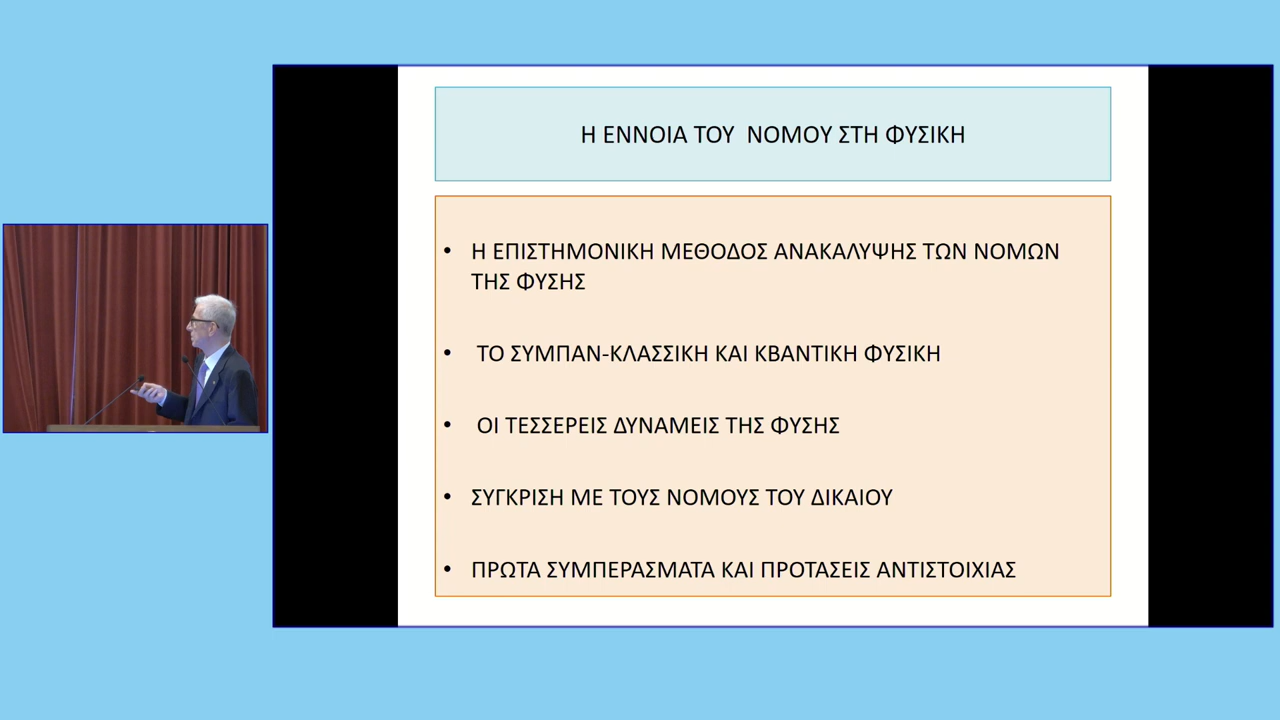 Η ΕΝΝΟΙΑ ΤΟΥ  ΝΟΜΟΥ ΣΤΗ ΦΥΣΙΚΗ
• Η ΕΠΙΣΤΗΜΟΝΙΚΗ ΜΕΘΟΔΟΣ ΑΝΑΚΑΛΥΨΗΣ ΤΩΝ ΝΟΜΩΝ
ΤΗΣ ΦΥΣΗΣ
• ΤΟ ΣΥΜΠΑΝ-ΚΛΑΣΣΙΚΗ ΚΑΙ ΚΒΑΝΤΙΚΗ ΦΥΣΙΚΗ
• ΟΙ ΤΕΣΣΕΡΕΙΣ ΔΥΝΑΜΕΙΣ ΤΗΣ ΦΥΣΗΣ
• ΣΥΓΚΡΙΣΗ ΜΕ ΤΟΥΣ ΝΟΜΟΥΣ ΤΟΥ ΔΙΚΑΙΟΥ
• ΠΡΩΤΑ ΣΥΜΠΕΡΑΣΜΑΤΑ ΚΑΙ ΠΡΟΤΑΣΕΙΣ ΑΝΤΙΣΤΟΙΧΙΑΣ